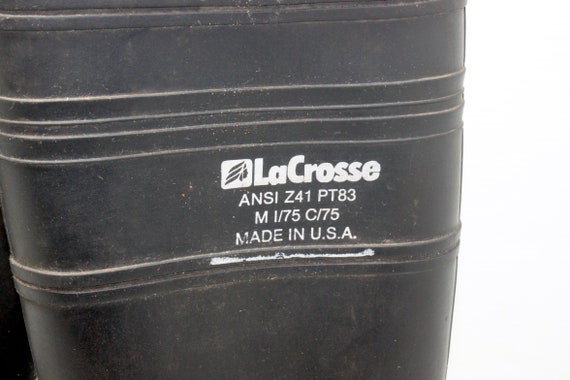 LaCrosse
ANSI Z41 PT83
M I/75 C/75
MADE IN U.S.A.